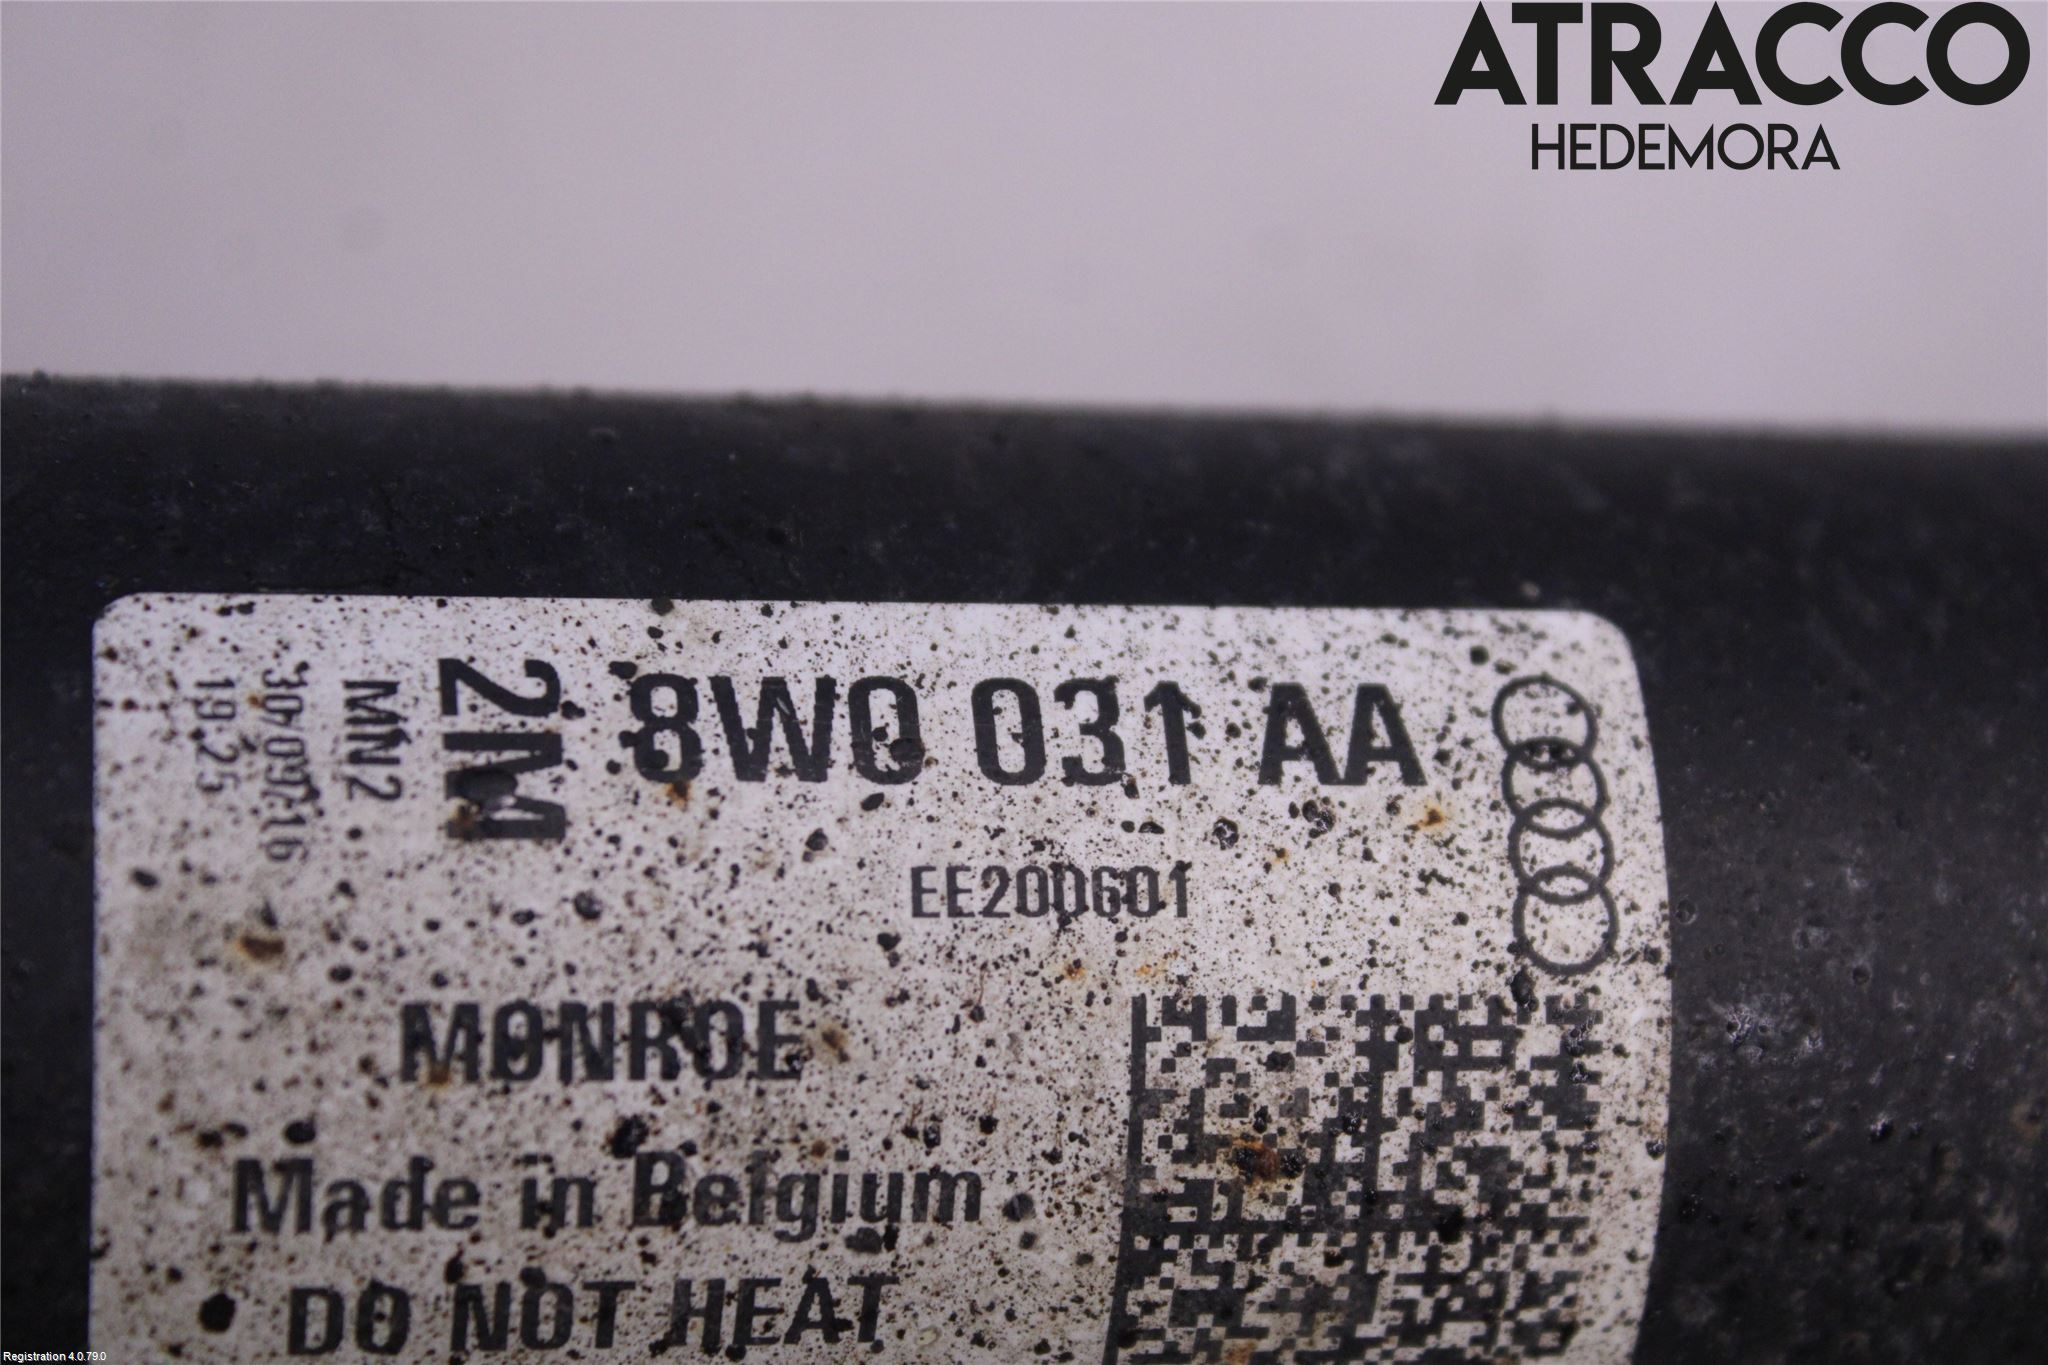 ATRACCO
HEDEMORA
8W0 031 AA
2M
MN2
30/09/16
19:25
EE200601
MONROE
Made in Belgium
DO NOT HEAT
Registration 4.0.79.0